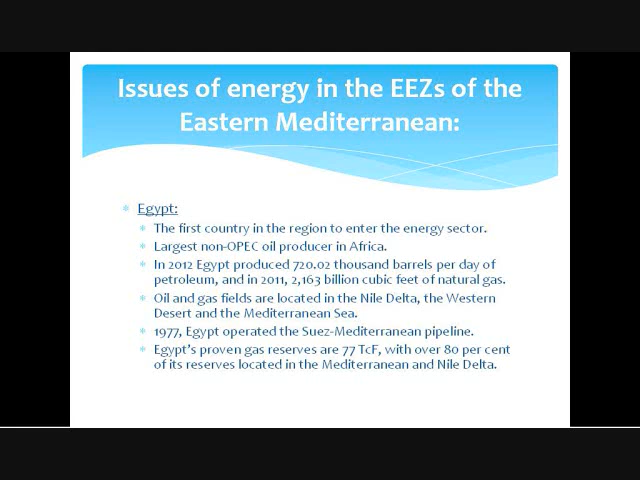 Issues of energy in the EEZs of the
Eastern Mediterranean:
Egypt:
The first country in the region to enter the energy sector.
Largest non-OPEC oil producer in Africa.
In 2012 Egypt produced 720.02 thousand barrels per day of
petroleum, and in 2011, 2,163 billion cubic feet of natural gas.
Oil and gas fields are located in the Nile Delta, the Western
Desert and the Mediterranean Sea.
1977, Egypt operated the Suez-Mediterranean pipeline.
Egypt's proven gas reserves are 77 TcF, with over 80 per cent
of its reserves located in the Mediterranean and Nile Delta.